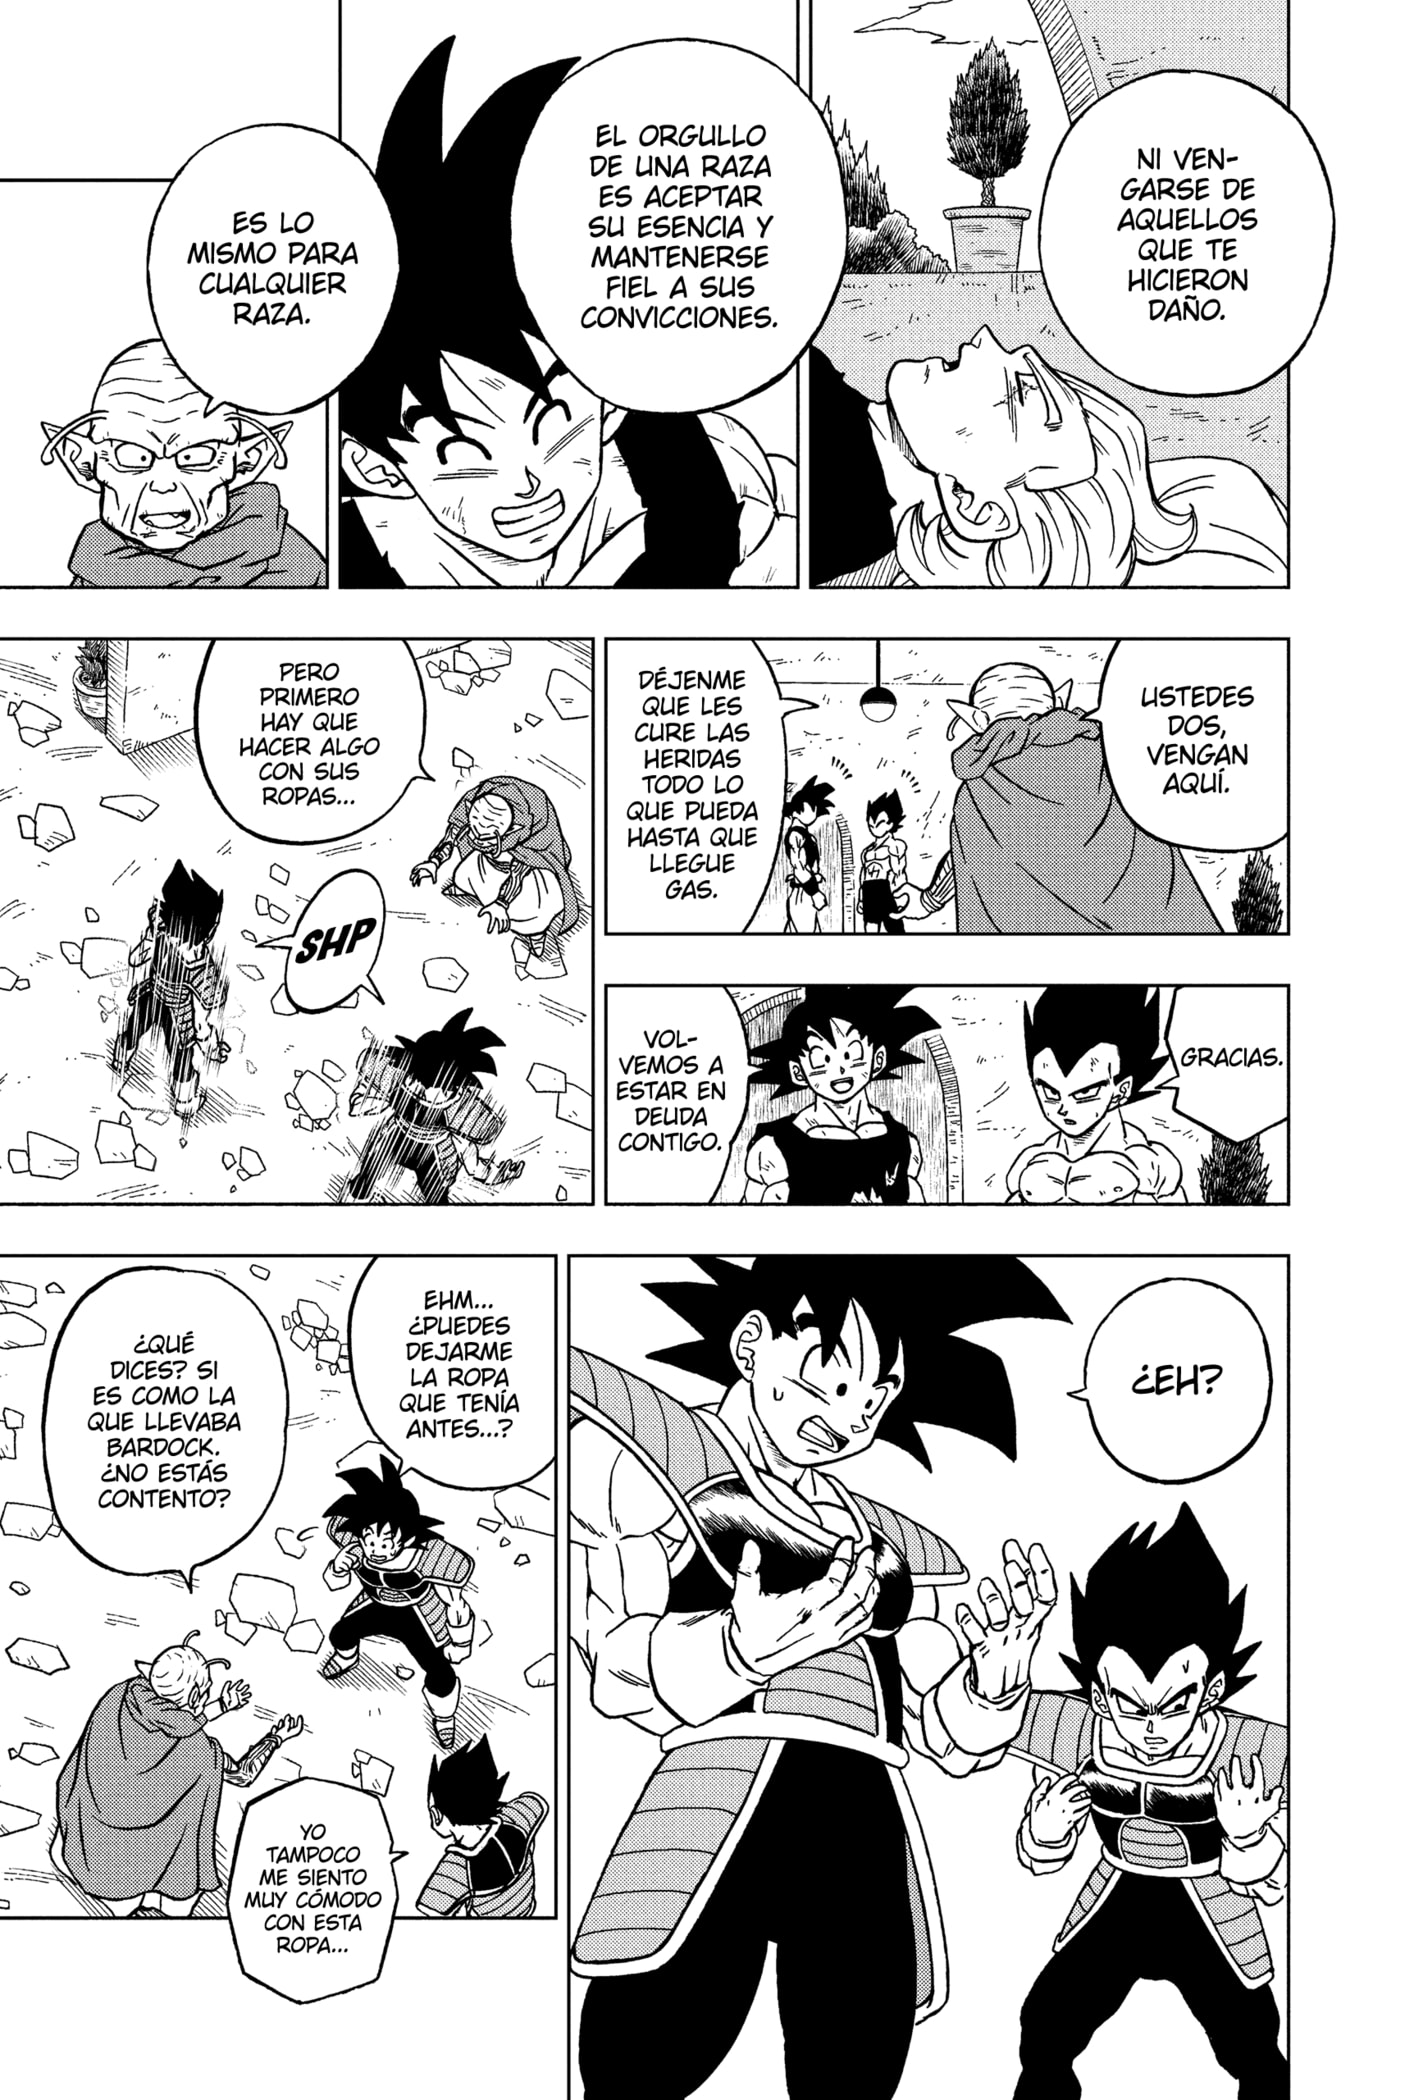 NI VEN-
GARSE DE
AQUELLOS
QUE TE
HICIERON
DAÑO.
EL ORGULLO
DE UNA RAZA
ES ACEPTAR
SU ESENCIA Y
MANTENERSE
FIEL A SUS
CONVICCIONES.
ES LO
MISMO PARA
CUALQUIER
RAZA.
USTEDES
DOS,
VENGAN
AQUÍ.
DÉJENME
QUE LES
CURE LAS
HERIDAS
TODO LO
QUE PUEDA
HASTA QUE
LLEGUE
GAS.
GRACIAS.
VOL-
VEMOS A
ESTAR EN
DEUDA
CONTIGO.
PERO
PRIMERO
HAY QUE
HACER ALGO
CON SUS
ROPAS...
SHP
¿EH?
EHM...
¿PUEDES
DEJARME
LA ROPA
QUE TENÍA
ANTES...?
¿QUÉ
DICES? SI
ES COMO LA
QUE LLEVABA
BARDOCK.
¿NO ESTÁS
CONTENTO?
YO
TAMPOCO
ME SIENTO
MUY CÓMODO
CON ESTA
ROPA...